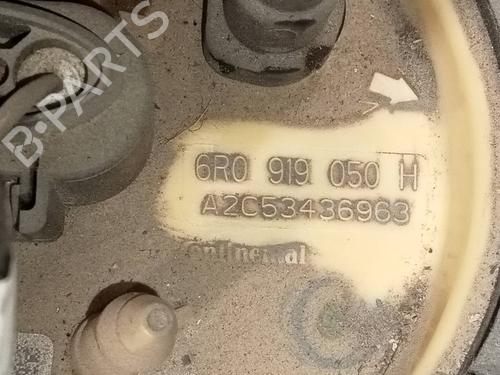 B-PARTS
6R0 919 050 H
A2C53436963
Continental